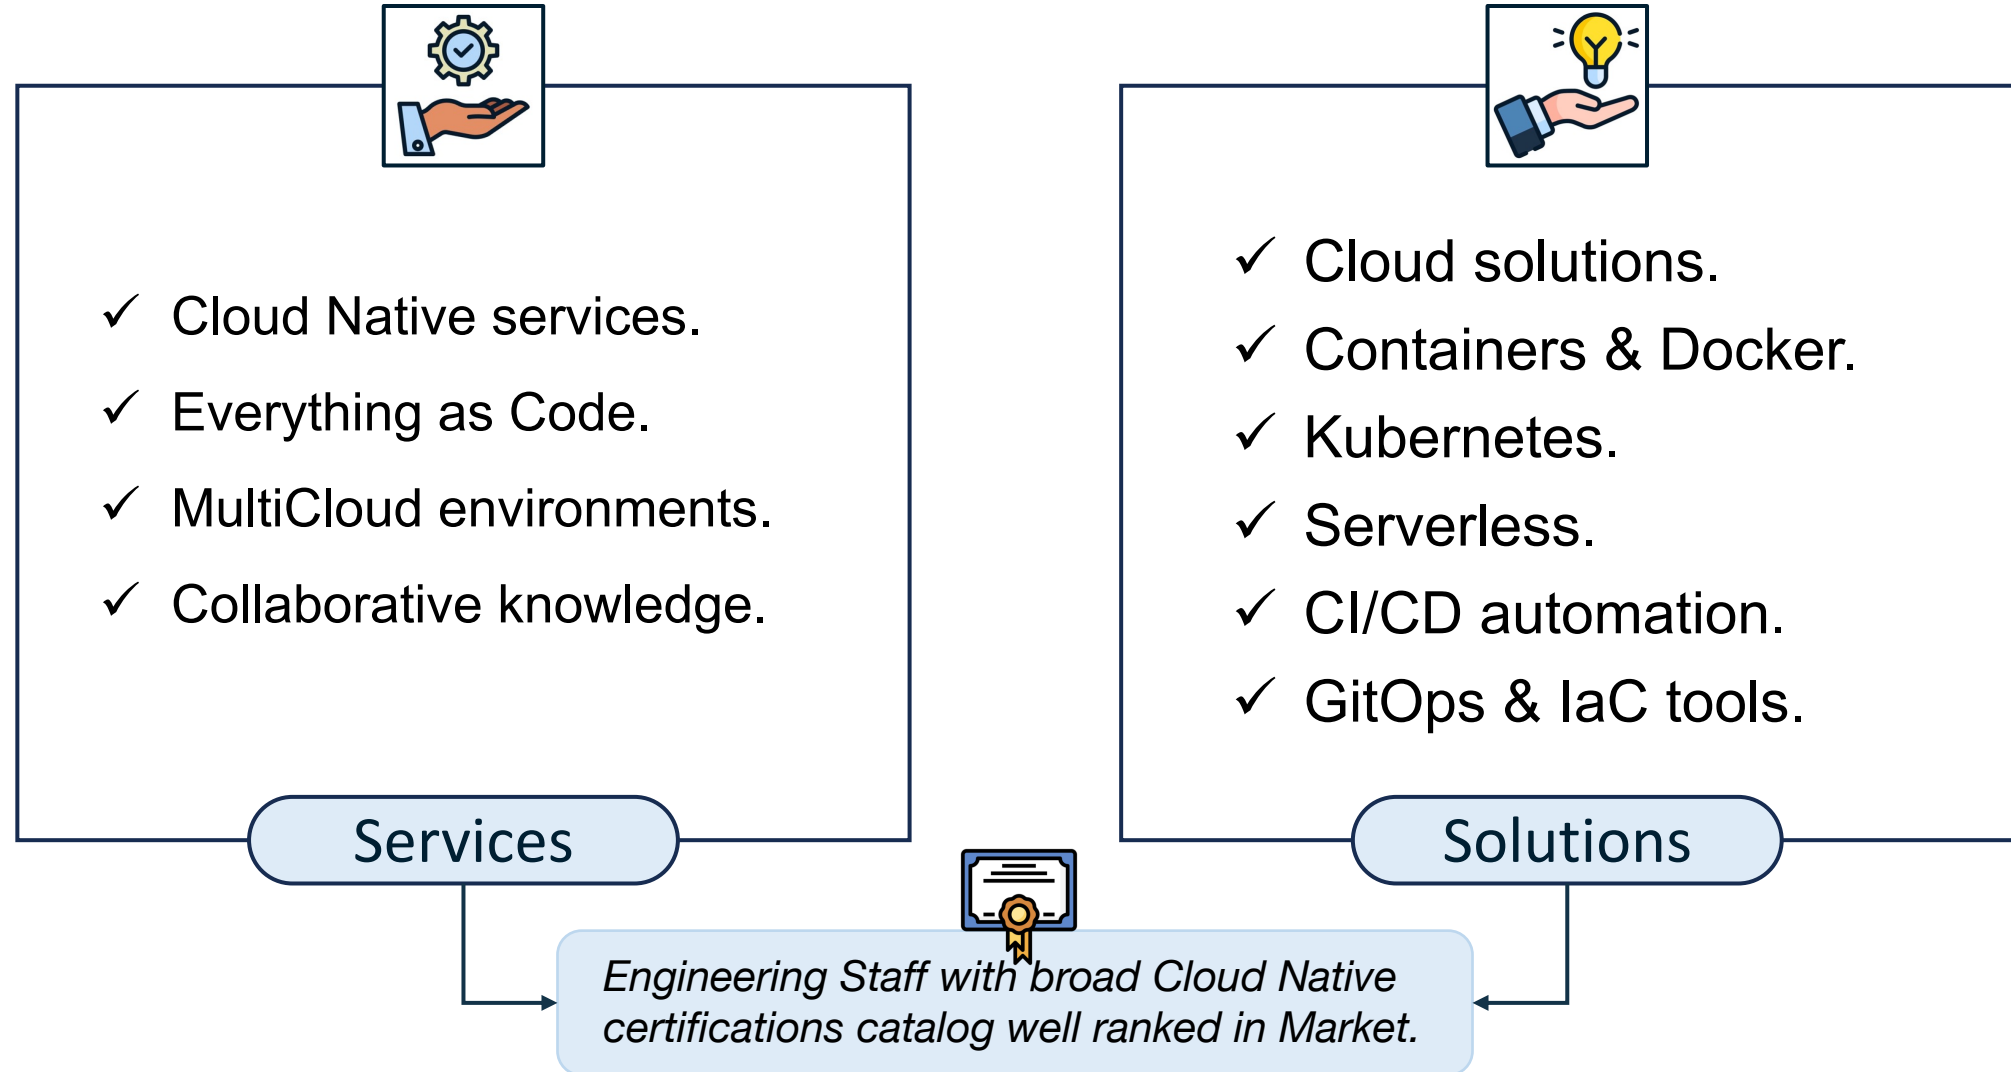 Cloud Native services.
Everything as Code.
MultiCloud environments.
Collaborative knowledge.
Services
Cloud solutions.
Containers & Docker.
Kubernetes.
Serverless.
CI/CD automation.
GitOps & IaC tools.
Solutions
Engineering Staff with broad Cloud Native
certifications catalog well ranked in Market.